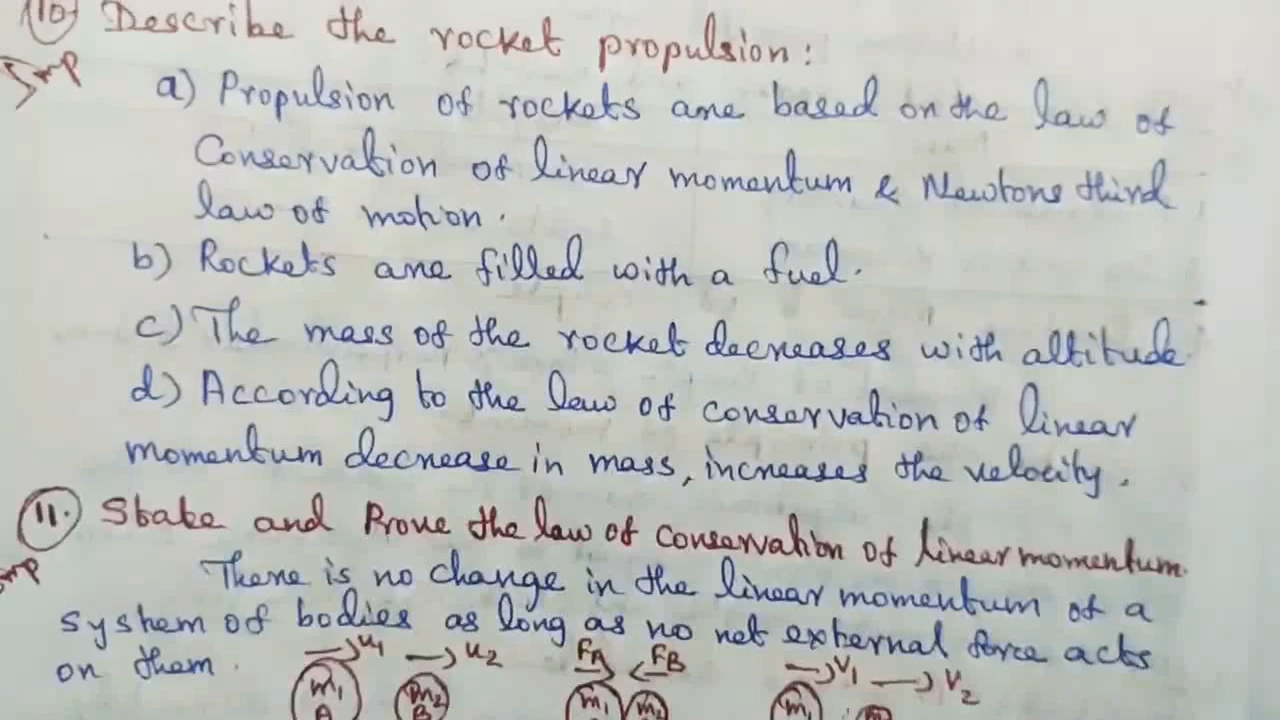 10) Describe the rocket propulsion:
Imp
a) Propulsion of rockets are based on the law of
Conservation of linear momentum & Newtons third
law of motion.
b) Rockets are filled with a fuel.
c) The mass of the rocket decreases with altitude.
d) According to the law of conservation of linear
momentum decrease in mass, increases the velocity.
11. State and Prove the law of conservation of linear momentum.
Imp
There is no change in the linear momentum of a
system of bodies as long as no net external force acts
on them.
u1 u2 FA FB V1 V2
m1 m2 m1 m2 m1
A B